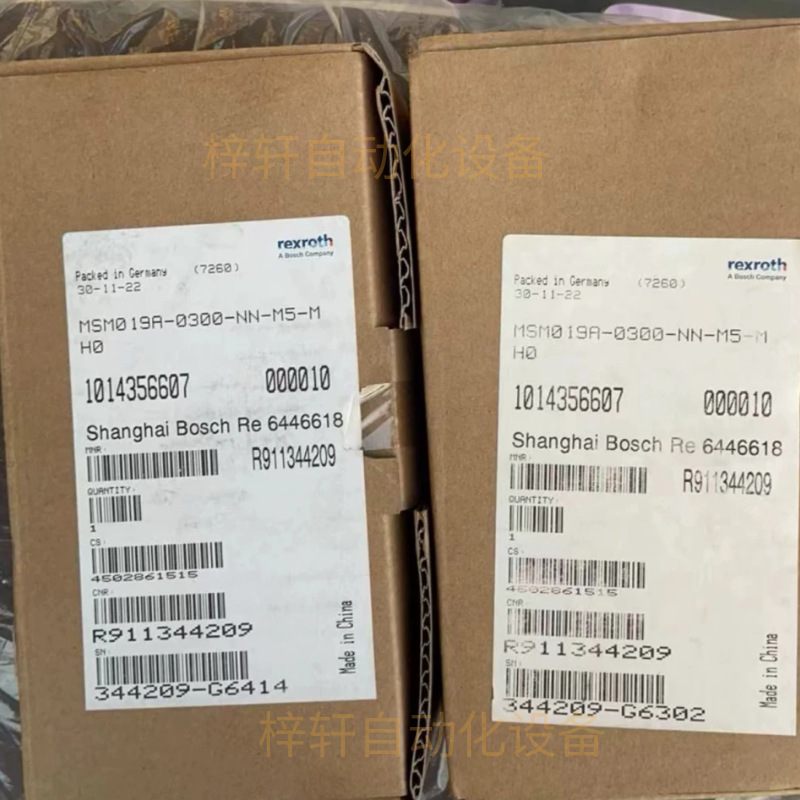 梓轩自动化设备
rexroth
A Bosch Company
Packed in Germany (7260)
30-11-22
MSM019A-0300-NN-M5-M
H0
1014356607 000010
Shanghai Bosch Re 6446618
MNR:
R911344209
QUANTITY:
1
CS:
4502861515
CNR:
R911344209
SN:
344209-G6414
Made in China
rexroth
A Bosch Company
Packed in Germany (7260)
30-11-22
MSM019A-0300-NN-M5-M
H0
1014356607 000010
Shanghai Bosch Re 6446618
MNR:
R911344209
QUANTITY:
1
CS:
4502861515
CNR:
R911344209
SN:
344209-G6302
Made in China
梓轩自动化设备